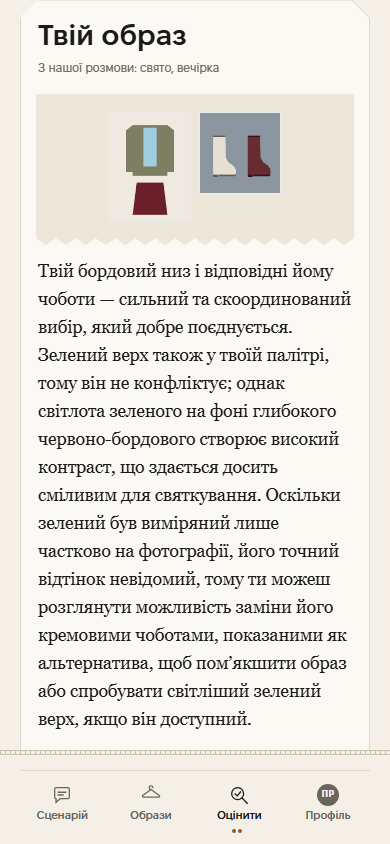 Твій образ
З нашої розмови: свято, вечірка
Твій бордовий низ і відповідні йому
чоботи — сильний та скоординований
вибір, який добре поєднується.
Зелений верх також у твоїй палітрі,
тому він не конфліктує; однак
світлота зеленого на фоні глибокого
червоно-бордового створює високий
контраст, що здається досить
сміливим для святкування. Оскільки
зелений був виміряний лише
частково на фотографії, його точний
відтінок невідомий, тому ти можеш
розглянути можливість заміни його
кремовими чоботами, показаними як
альтернатива, щоб пом’якшити образ
або спробувати світліший зелений
верх, якщо він доступний.
Сценарій
Образи
Оцінити
ПР
Профіль